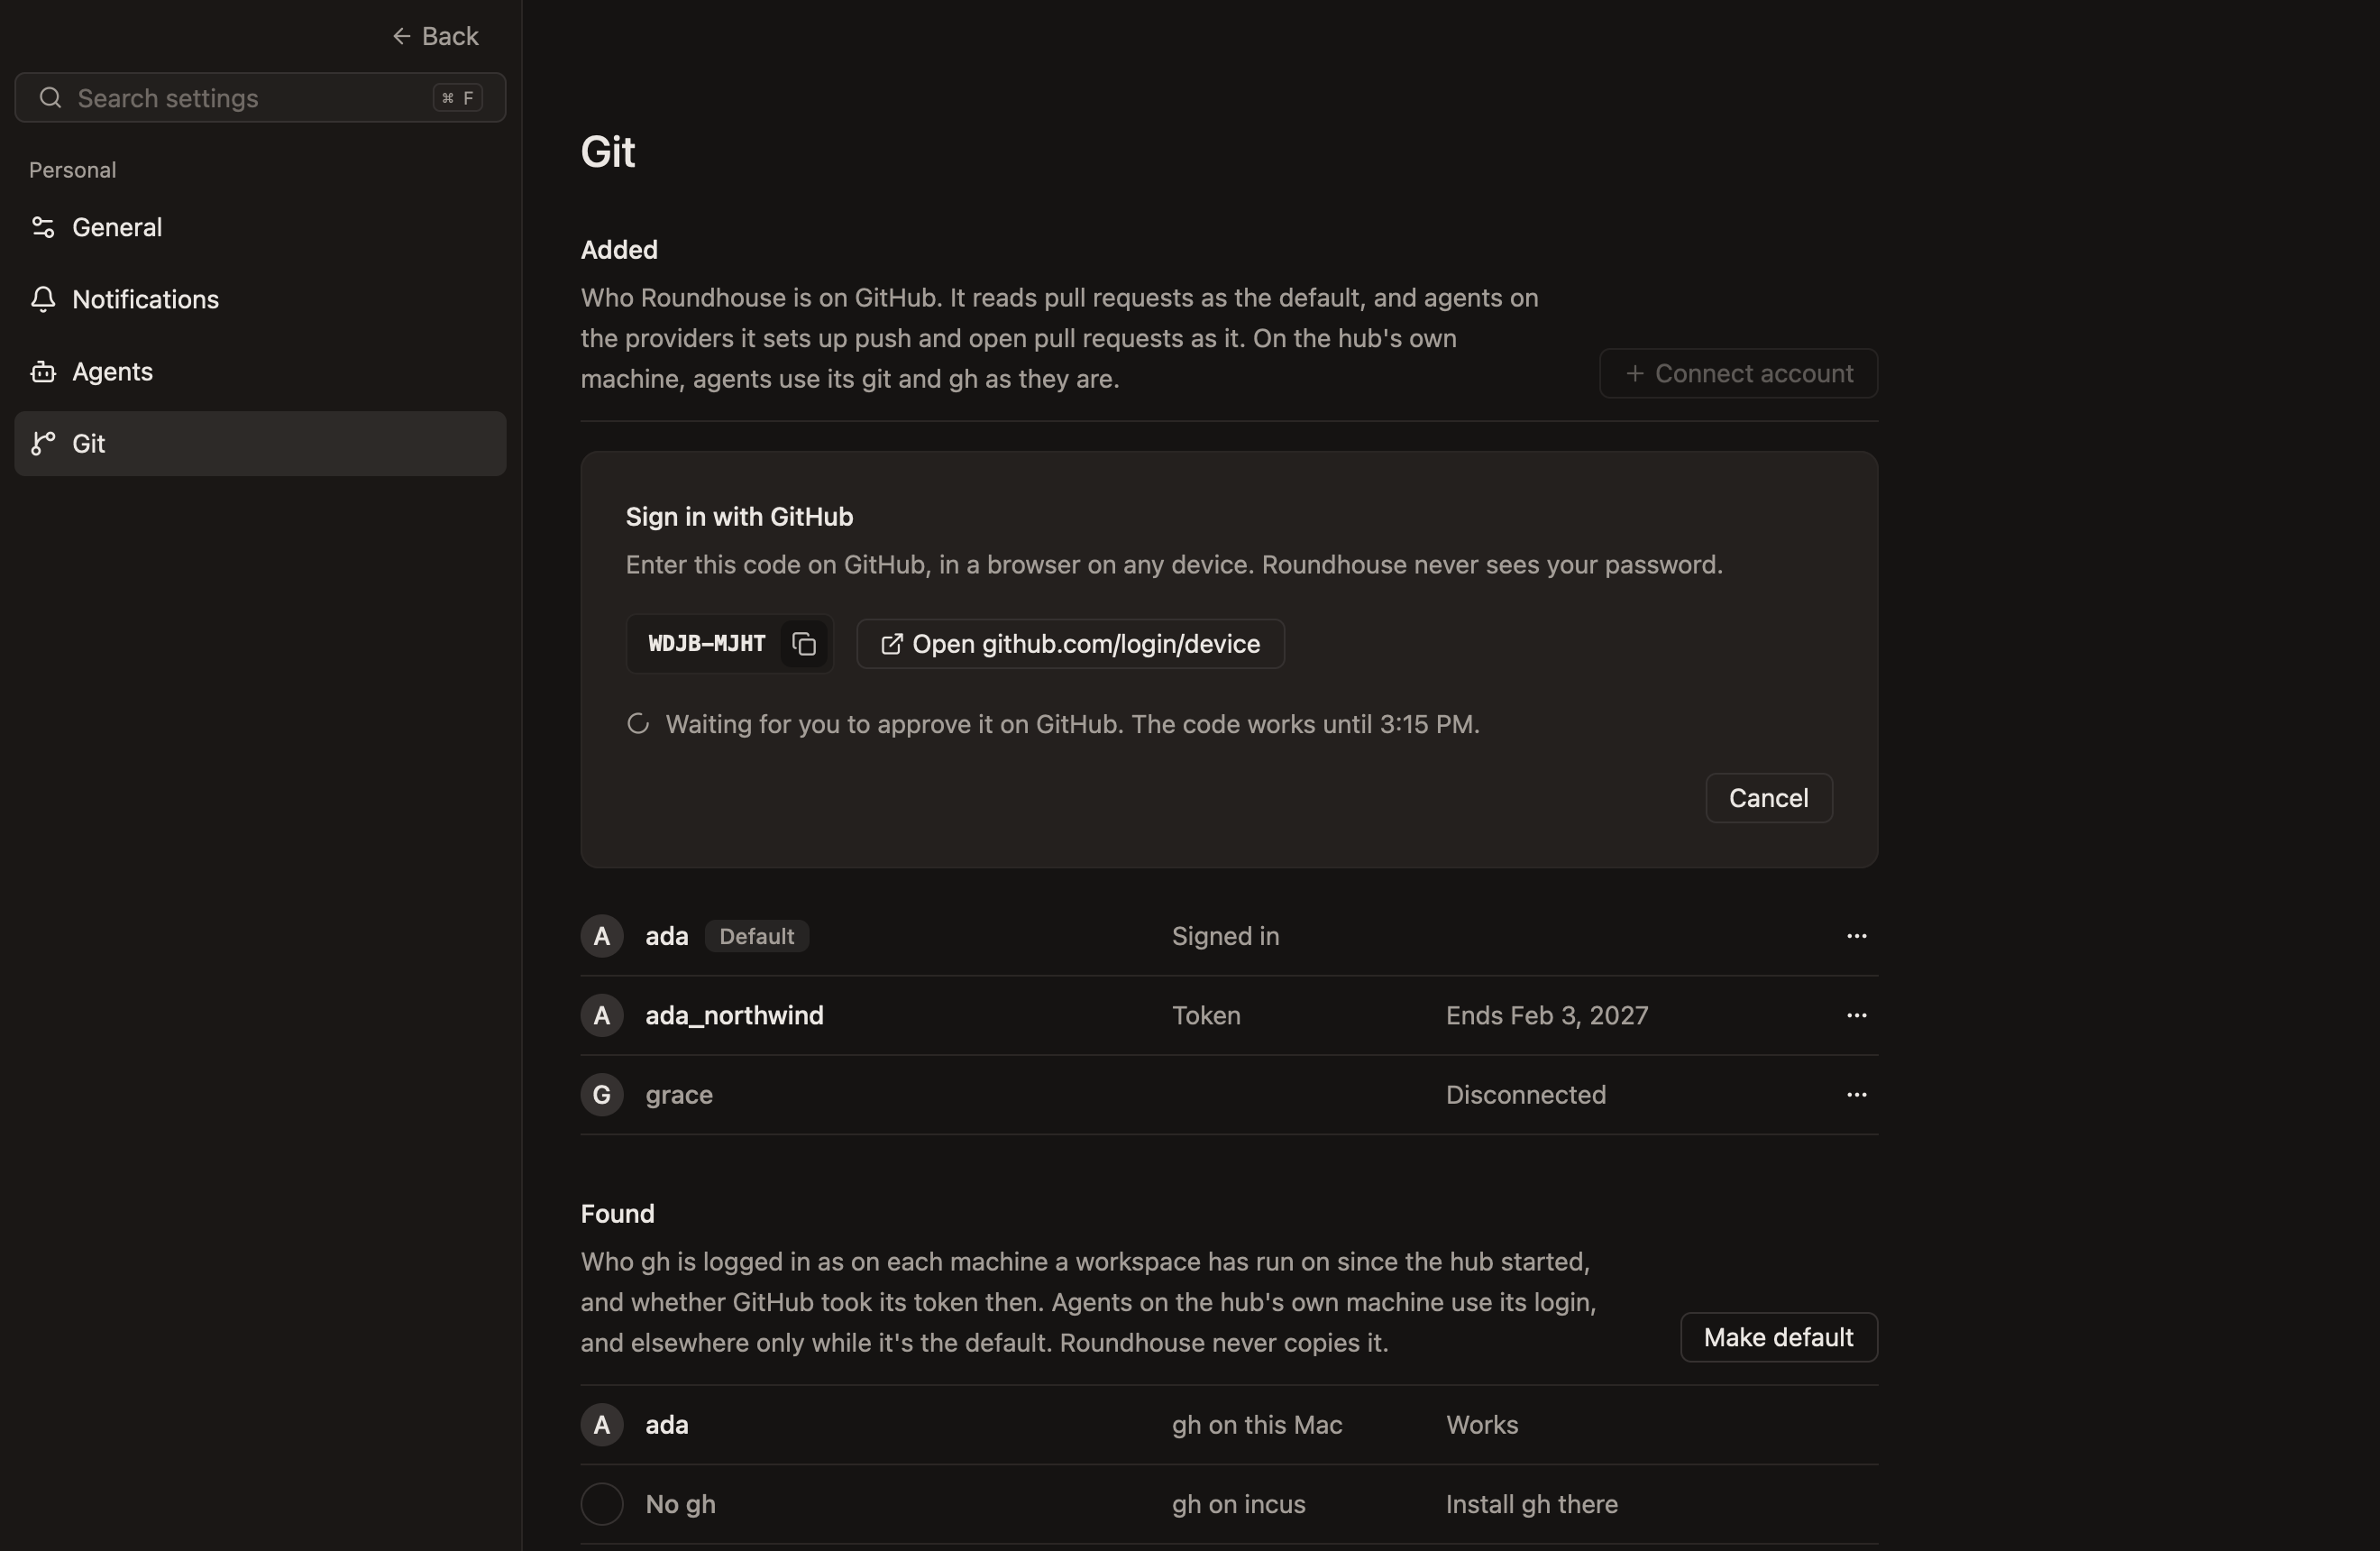 Back
Search settings
⌘ F
Personal
General
Notifications
Agents
Git
Git
Added
Who Roundhouse is on GitHub. It reads pull requests as the default, and agents on
the providers it sets up push and open pull requests as it. On the hub's own
machine, agents use its git and gh as they are.
Connect account
Sign in with GitHub
Enter this code on GitHub, in a browser on any device. Roundhouse never sees your password.
WDJB-MJHT
Open github.com/login/device
Waiting for you to approve it on GitHub. The code works until 3:15 PM.
Cancel
A ada Default Signed in
A ada_northwind Token Ends Feb 3, 2027
G grace Disconnected
Found
Who gh is logged in as on each machine a workspace has run on since the hub started,
and whether GitHub took its token then. Agents on the hub's own machine use its login,
and elsewhere only while it's the default. Roundhouse never copies it.
Make default
A ada gh on this Mac Works
No gh gh on incus Install gh there